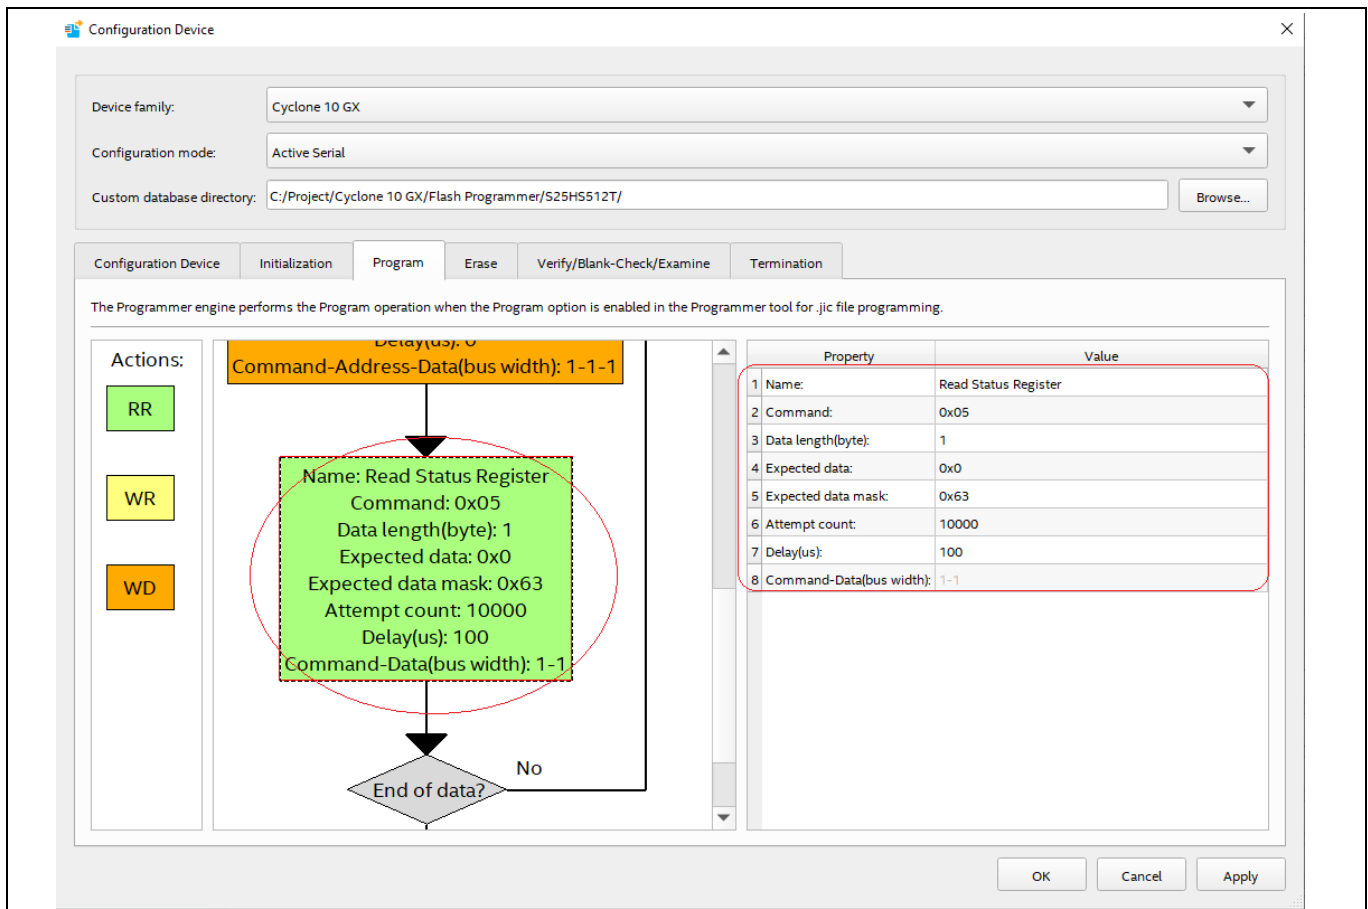 Configuration Device
Device family:
Cyclone 10 GX
Configuration mode:
Active Serial
Custom database directory:
C:/Project/Cyclone 10 GX/Flash Programmer/S25HS512T/
Browse...
Configuration Device
Initialization
Program
Erase
Verify/Blank-Check/Examine
Termination
The Programmer engine performs the Program operation when the Program option is enabled in the Programmer tool for .jic file programming.
Actions:
RR
WR
WD
Delay(us): 0
Command-Address-Data(bus width): 1-1-1
Name: Read Status Register
Command: 0x05
Data length(byte): 1
Expected data: 0x0
Expected data mask: 0x63
Attempt count: 10000
Delay(us): 100
Command-Data(bus width): 1-1
End of data?
No
Property Value
1 Name: Read Status Register
2 Command: 0x05
3 Data length(byte): 1
4 Expected data: 0x0
5 Expected data mask: 0x63
6 Attempt count: 10000
7 Delay(us): 100
8 Command-Data(bus width): 1-1
OK
Cancel
Apply